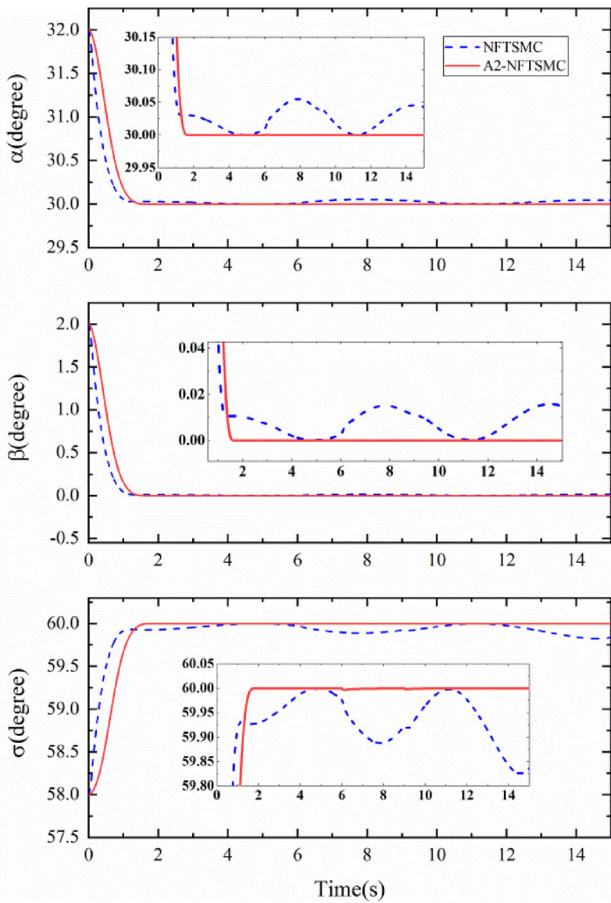 32.0
31.5
31.0
30.5
30.0
29.5
α(degree)
30.15
30.10
30.05
30.00
29.95
2 4 6 8 10 12 14
NFTSMC
A2-NFTSMC
0 2 4 6 8 10 12 14
2.0
1.5
1.0
0.5
0.0
-0.5
β(degree)
0.04
0.02
0.00
2 4 6 8 10 12 14
0 2 4 6 8 10 12 14
60.0
59.5
59.0
58.5
58.0
57.5
σ(degree)
60.05
60.00
59.95
59.90
59.85
59.80
0 2 4 6 8 10 12 14
0 2 4 6 8 10 12 14
Time(s)